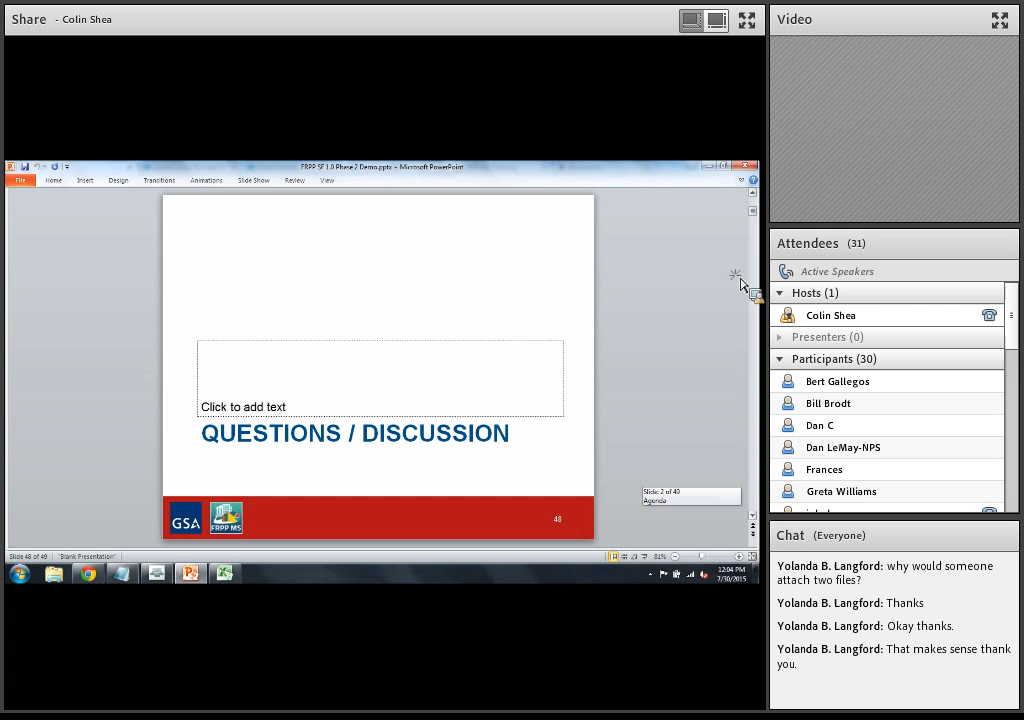 Share - Colin Shea
FRPP SF 1.0 Phase 2 Demo.pptx - Microsoft PowerPoint
File Home Insert Design Transitions Animations Slide Show Review View
Click to add text
QUESTIONS / DISCUSSION
GSA
FRPP MS
48
Slide: 2 of 49
Agenda
Slide 48 of 49 "Blank Presentation" 81%
12:04 PM
7/30/2015
Video
Attendees (31)
Active Speakers
Hosts (1)
Colin Shea
Presenters (0)
Participants (30)
Bert Gallegos
Bill Brodt
Dan C
Dan LeMay-NPS
Frances
Greta Williams
Chat (Everyone)
Yolanda B. Langford: why would someone
attach two files?
Yolanda B. Langford: Thanks
Yolanda B. Langford: Okay thanks.
Yolanda B. Langford: That makes sense thank
you.